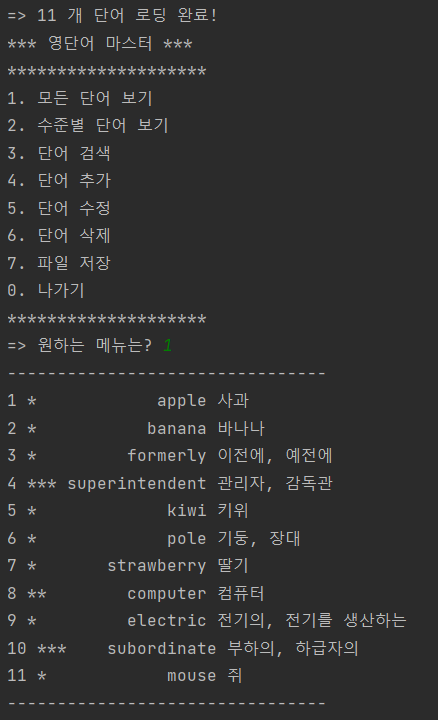 => 11 개 단어 로딩 완료!
*** 영단어 마스터 ***
********************
1. 모든 단어 보기
2. 수준별 단어 보기
3. 단어 검색
4. 단어 추가
5. 단어 수정
6. 단어 삭제
7. 파일 저장
0. 나가기
********************
=> 원하는 메뉴는? 1
--------------------------------
1 *            apple 사과
2 *           banana 바나나
3 *         formerly 이전에, 예전에
4 *** superintendent 관리자, 감독관
5 *             kiwi 키위
6 *             pole 기둥, 장대
7 *       strawberry 딸기
8 **        computer 컴퓨터
9 *         electric 전기의, 전기를 생산하는
10 ***    subordinate 부하의, 하급자의
11 *            mouse 쥐
--------------------------------